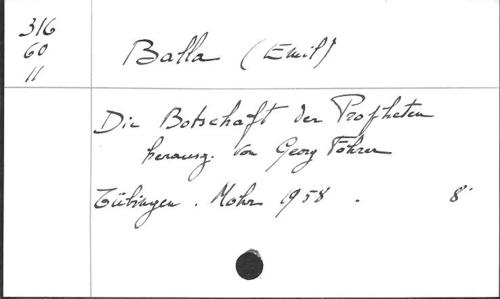 316
60
11
Balla (Emil)
Die Botschaft der Propheten
herausg. von Georg Fohrer
Tübingen. Mohr 1958. 8°